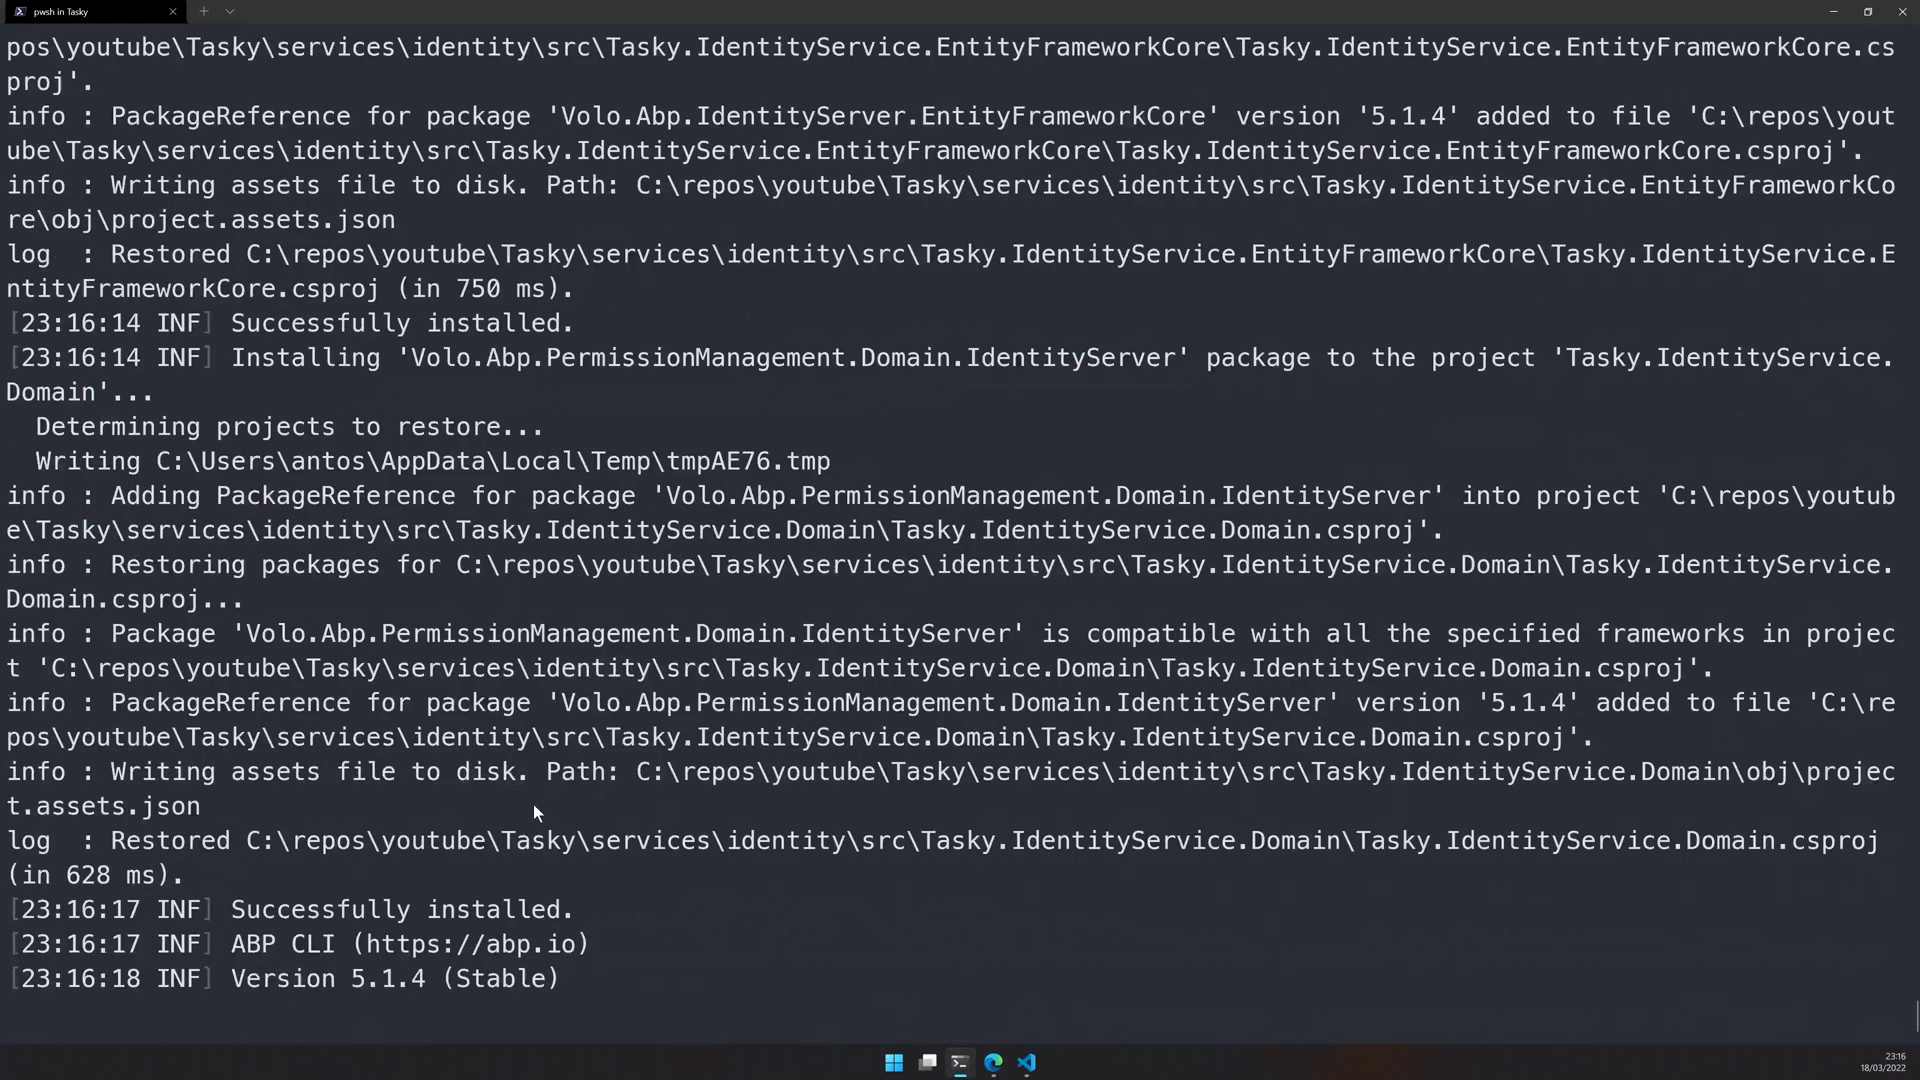 pwsh in Tasky
pos\youtube\Tasky\services\identity\src\Tasky.IdentityService.EntityFrameworkCore\Tasky.IdentityService.EntityFrameworkCore.cs
proj'.
info : PackageReference for package 'Volo.Abp.IdentityServer.EntityFrameworkCore' version '5.1.4' added to file 'C:\repos\yout
ube\Tasky\services\identity\src\Tasky.IdentityService.EntityFrameworkCore\Tasky.IdentityService.EntityFrameworkCore.csproj'.
info : Writing assets file to disk. Path: C:\repos\youtube\Tasky\services\identity\src\Tasky.IdentityService.EntityFrameworkCo
re\obj\project.assets.json
log  : Restored C:\repos\youtube\Tasky\services\identity\src\Tasky.IdentityService.EntityFrameworkCore\Tasky.IdentityService.E
ntityFrameworkCore.csproj (in 750 ms).
[23:16:14 INF] Successfully installed.
[23:16:14 INF] Installing 'Volo.Abp.PermissionManagement.Domain.IdentityServer' package to the project 'Tasky.IdentityService.
Domain'...
  Determining projects to restore...
  Writing C:\Users\antos\AppData\Local\Temp\tmpAE76.tmp
info : Adding PackageReference for package 'Volo.Abp.PermissionManagement.Domain.IdentityServer' into project 'C:\repos\youtub
e\Tasky\services\identity\src\Tasky.IdentityService.Domain\Tasky.IdentityService.Domain.csproj'.
info : Restoring packages for C:\repos\youtube\Tasky\services\identity\src\Tasky.IdentityService.Domain\Tasky.IdentityService.
Domain.csproj...
info : Package 'Volo.Abp.PermissionManagement.Domain.IdentityServer' is compatible with all the specified frameworks in projec
t 'C:\repos\youtube\Tasky\services\identity\src\Tasky.IdentityService.Domain\Tasky.IdentityService.Domain.csproj'.
info : PackageReference for package 'Volo.Abp.PermissionManagement.Domain.IdentityServer' version '5.1.4' added to file 'C:\re
pos\youtube\Tasky\services\identity\src\Tasky.IdentityService.Domain\Tasky.IdentityService.Domain.csproj'.
info : Writing assets file to disk. Path: C:\repos\youtube\Tasky\services\identity\src\Tasky.IdentityService.Domain\obj\projec
t.assets.json
log  : Restored C:\repos\youtube\Tasky\services\identity\src\Tasky.IdentityService.Domain\Tasky.IdentityService.Domain.csproj
(in 628 ms).
[23:16:17 INF] Successfully installed.
[23:16:17 INF] ABP CLI (https://abp.io)
[23:16:18 INF] Version 5.1.4 (Stable)
23:16
18/03/2022